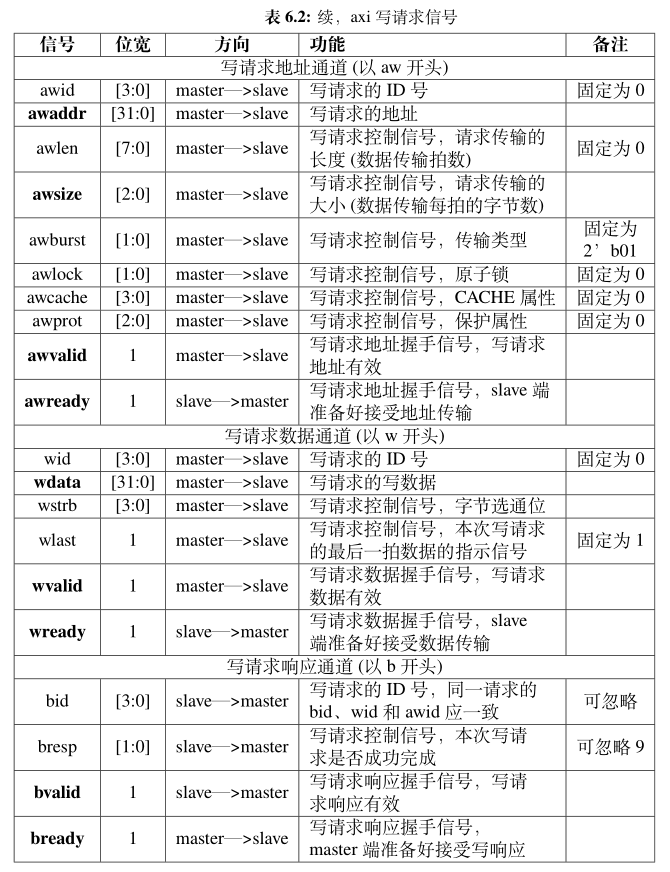 表 6.2: 续，axi 写请求信号
信号 位宽 方向 功能 备注
写请求地址通道 (以 aw 开头)
awid [3:0] master—>slave 写请求的 ID 号 固定为 0
awaddr [31:0] master—>slave 写请求的地址
awlen [7:0] master—>slave 写请求控制信号，请求传输的
长度 (数据传输拍数) 固定为 0
awsize [2:0] master—>slave 写请求控制信号，请求传输的
大小 (数据传输每拍的字节数)
awburst [1:0] master—>slave 写请求控制信号，传输类型 固定为
2’b01
awlock [1:0] master—>slave 写请求控制信号，原子锁 固定为 0
awcache [3:0] master—>slave 写请求控制信号，CACHE 属性 固定为 0
awprot [2:0] master—>slave 写请求控制信号，保护属性 固定为 0
awvalid 1 master—>slave 写请求地址握手信号，写请求
地址有效
awready 1 slave—>master 写请求地址握手信号，slave 端
准备好接受地址传输
写请求数据通道 (以 w 开头)
wid [3:0] master—>slave 写请求的 ID 号 固定为 0
wdata [31:0] master—>slave 写请求的写数据
wstrb [3:0] master—>slave 写请求控制信号，字节选通位
wlast 1 master—>slave 写请求控制信号，本次写请求
的最后一拍数据的指示信号 固定为 1
wvalid 1 master—>slave 写请求数据握手信号，写请求
数据有效
wready 1 slave—>master 写请求数据握手信号，slave
端准备好接受数据传输
写请求响应通道 (以 b 开头)
bid [3:0] slave—>master 写请求的 ID 号，同一请求的
bid、wid 和 awid 应一致 可忽略
bresp [1:0] slave—>master 写请求控制信号，本次写请
求是否成功完成 可忽略 9
bvalid 1 slave—>master 写请求响应握手信号，写请
求响应有效
bready 1 master—>slave 写请求响应握手信号，
master 端准备好接受写响应